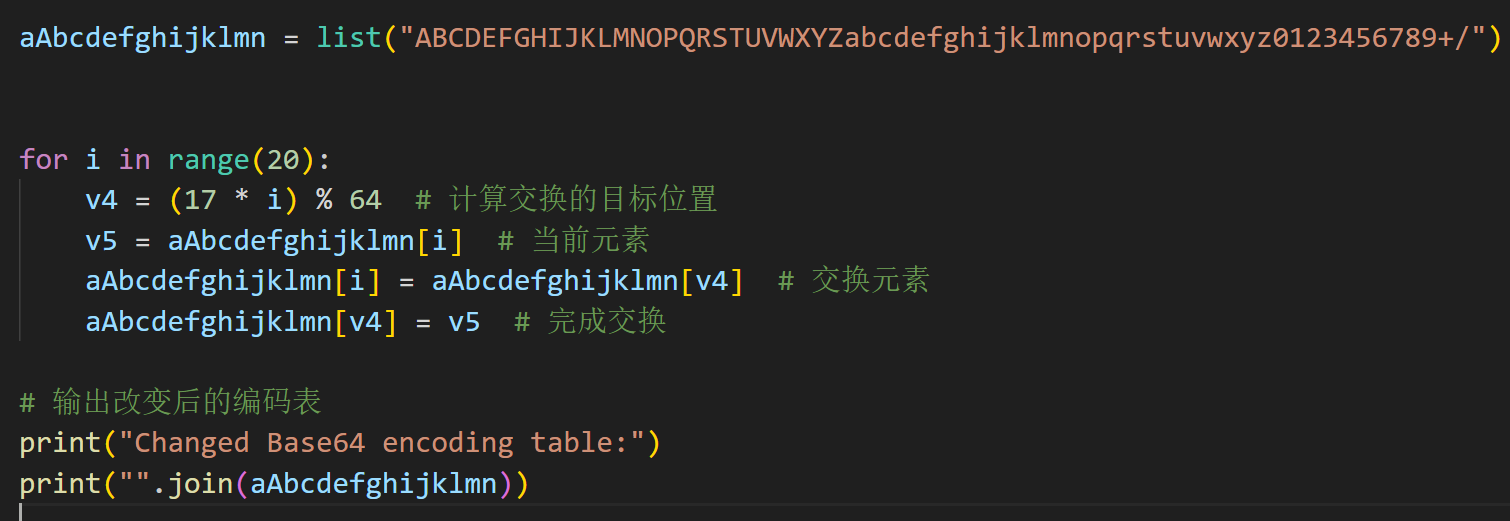 aAbcdefghijklmn = list("ABCDEFGHIJKLMNOPQRSTUVWXYZabcdefghijklmnopqrstuvwxyz0123456789+/")
for i in range(20):
    v4 = (17 * i) % 64  # 计算交换的目标位置
    v5 = aAbcdefghijklmn[i]  # 当前元素
    aAbcdefghijklmn[i] = aAbcdefghijklmn[v4]  # 交换元素
    aAbcdefghijklmn[v4] = v5  # 完成交换
# 输出改变后的编码表
print("Changed Base64 encoding table:")
print("".join(aAbcdefghijklmn))